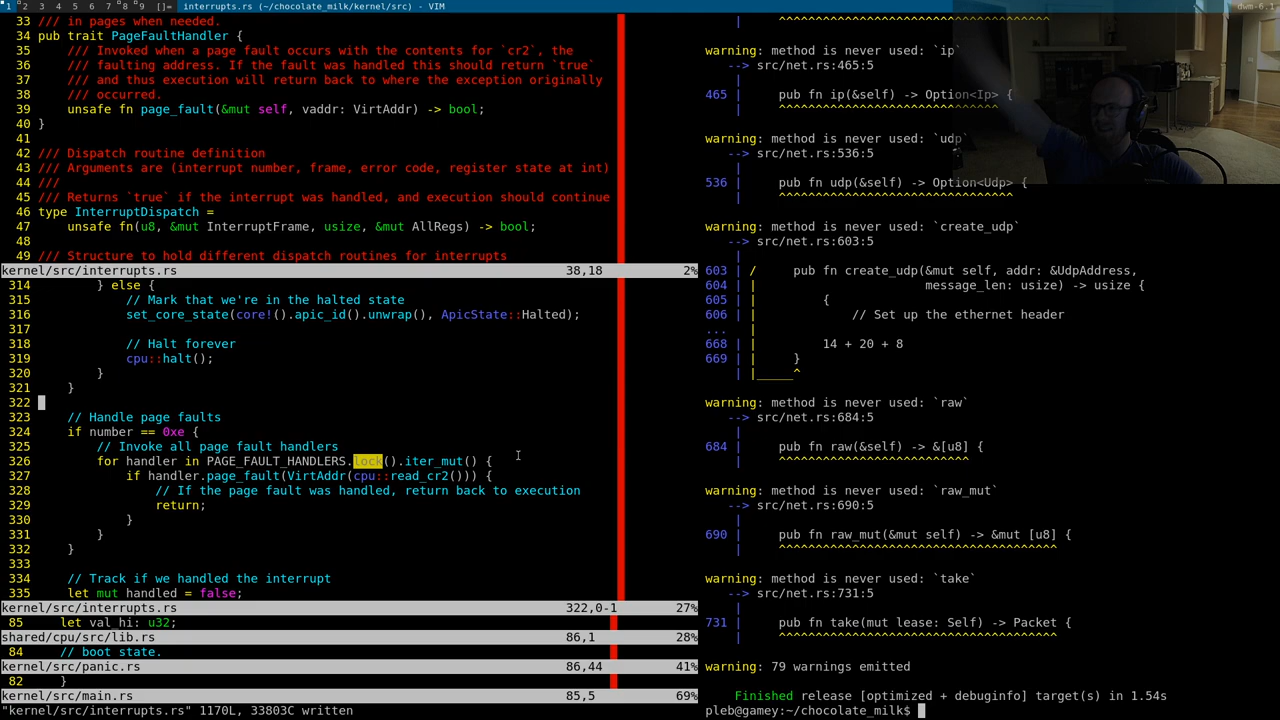 1 2 3 4 5 6 7 8 9 []= interrupts.rs (~/chocolate_milk/kernel/src) - VIM dwm-6.1
33 /// in pages when needed.
34 pub trait PageFaultHandler {
35 /// Invoked when a page fault occurs with the contents for `cr2`, the
36 /// faulting address. If the fault was handled this should return `true`
37 /// and thus execution will return back to where the exception originally
38 /// occurred.
39 unsafe fn page_fault(&mut self, vaddr: VirtAddr) -> bool;
40 }
41
42 /// Dispatch routine definition
43 /// Arguments are (interrupt number, frame, error code, register state at int)
44 ///
45 /// Returns `true` if the interrupt was handled, and execution should continue
46 type InterruptDispatch =
47 unsafe fn(u8, &mut InterruptFrame, usize, &mut AllRegs) -> bool;
48
49 /// Structure to hold different dispatch routines for interrupts
kernel/src/interrupts.rs 38,18 2%
314 } else {
315 // Mark that we're in the halted state
316 set_core_state(core!().apic_id().unwrap(), ApicState::Halted);
317
318 // Halt forever
319 cpu::halt();
320 }
321 }
322
323 // Handle page faults
324 if number == 0xe {
325 // Invoke all page fault handlers
326 for handler in PAGE_FAULT_HANDLERS.lock().iter_mut() {
327 if handler.page_fault(VirtAddr(cpu::read_cr2())) {
328 // If the page fault was handled, return back to execution
329 return;
330 }
331 }
332 }
333
334 // Track if we handled the interrupt
335 let mut handled = false;
kernel/src/interrupts.rs 322,0-1 27%
85 let val_hi: u32;
shared/cpu/src/lib.rs 86,1 28%
84 // boot state.
kernel/src/panic.rs 86,44 41%
82 }
kernel/src/main.rs 85,5 69%
"kernel/src/interrupts.rs" 1170L, 33803C written
| ^^^^^^^^^^^^^^^^^^^^^^^^^^^^^^^^^^^^^
warning: method is never used: `ip`
--> src/net.rs:465:5
|
465 | pub fn ip(&self) -> Option<Ip> {
| ^^^^^^^^^^^^^^^^^^^^^^^^^^^^^^
warning: method is never used: `udp`
--> src/net.rs:536:5
|
536 | pub fn udp(&self) -> Option<Udp> {
| ^^^^^^^^^^^^^^^^^^^^^^^^^^^^^^^^
warning: method is never used: `create_udp`
--> src/net.rs:603:5
|
603 | / pub fn create_udp(&mut self, addr: &UdpAddress,
604 | | message_len: usize) -> usize {
605 | | {
606 | | // Set up the ethernet header
... |
668 | | 14 + 20 + 8
669 | | }
| |_____^
warning: method is never used: `raw`
--> src/net.rs:684:5
|
684 | pub fn raw(&self) -> &[u8] {
| ^^^^^^^^^^^^^^^^^^^^^^^^^^
warning: method is never used: `raw_mut`
--> src/net.rs:690:5
|
690 | pub fn raw_mut(&mut self) -> &mut [u8] {
| ^^^^^^^^^^^^^^^^^^^^^^^^^^^^^^^^^^^^^^
warning: method is never used: `take`
--> src/net.rs:731:5
|
731 | pub fn take(mut lease: Self) -> Packet {
| ^^^^^^^^^^^^^^^^^^^^^^^^^^^^^^^^^^^^^^
warning: 79 warnings emitted
Finished release [optimized + debuginfo] target(s) in 1.54s
pleb@gamey:~/chocolate_milk$